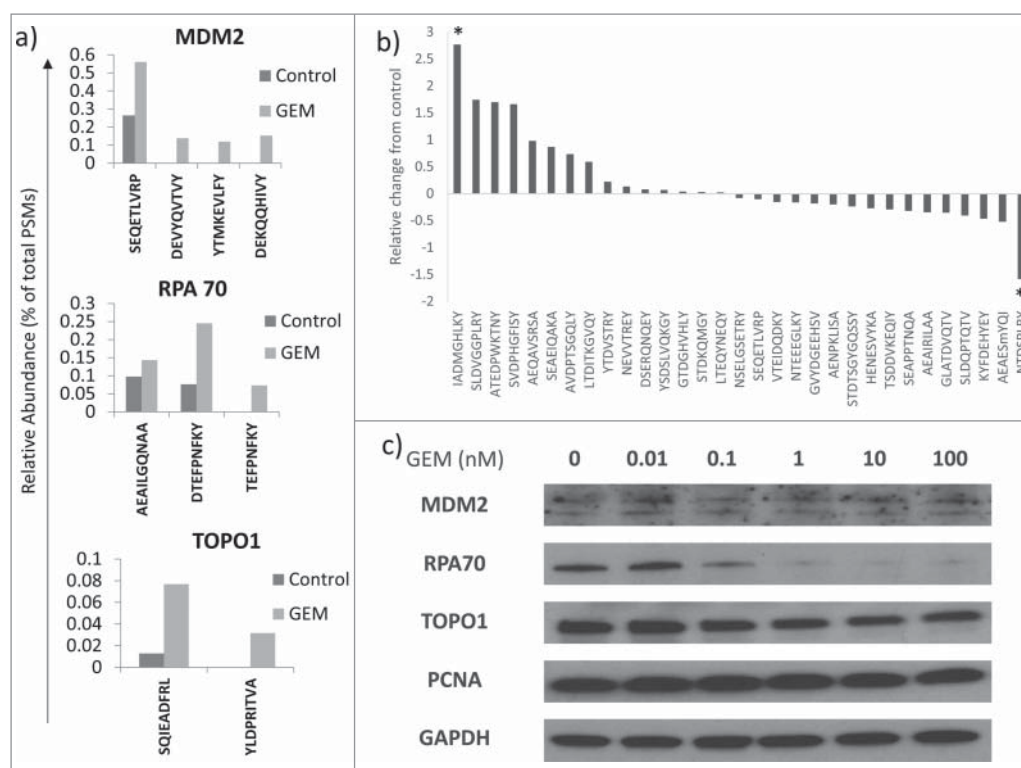 a)
MDM2
Relative Abundance (% of total PSMs)
0.6
0.5
0.4
0.3
0.2
0.1
0
Control
GEM
SEQETLVRP
DEVYQVTVY
YTMKEVLFY
DEKQQHIVY
RPA 70
0.3
0.25
0.2
0.15
0.1
0.05
0
Control
GEM
AEAILGQNAA
DTEFPNFKY
TEFPNFKY
TOPO1
0.1
0.08
0.06
0.04
0.02
0
Control
GEM
SQIEADFRL
YLDPRITVA
b)
Relative change from control
3
2.5
2
1.5
1
0.5
0
-0.5
-1
-1.5
-2
*
*
IADMGHLKY
SLDVGGPLRY
ATEDPWKTNY
SVDPHGFISY
AEQAVSRSA
SEAEIQAKA
AVDPTSGQLY
LTDITKGVQY
YTDVSTRY
NEVVTREY
DSERQNQEY
YSDSLVQKGY
GTDGHVHLY
STDKQMGY
LTEQYNEQY
NSELGSETRY
SEQETLVRP
VTEIDQDKY
NTEEEGLKY
GVYDGEEHSV
AENPKLISA
STDTSGYGQSSY
HENESVYKA
TSDDVKEQIY
SEAPPTNQA
AEAIRILAA
GLATDVQTV
SLDQPTQTV
KYFDEHYEY
AEAESmYQI
c)
GEM (nM) 0 0.01 0.1 1 10 100
MDM2
RPA70
TOPO1
PCNA
GAPDH